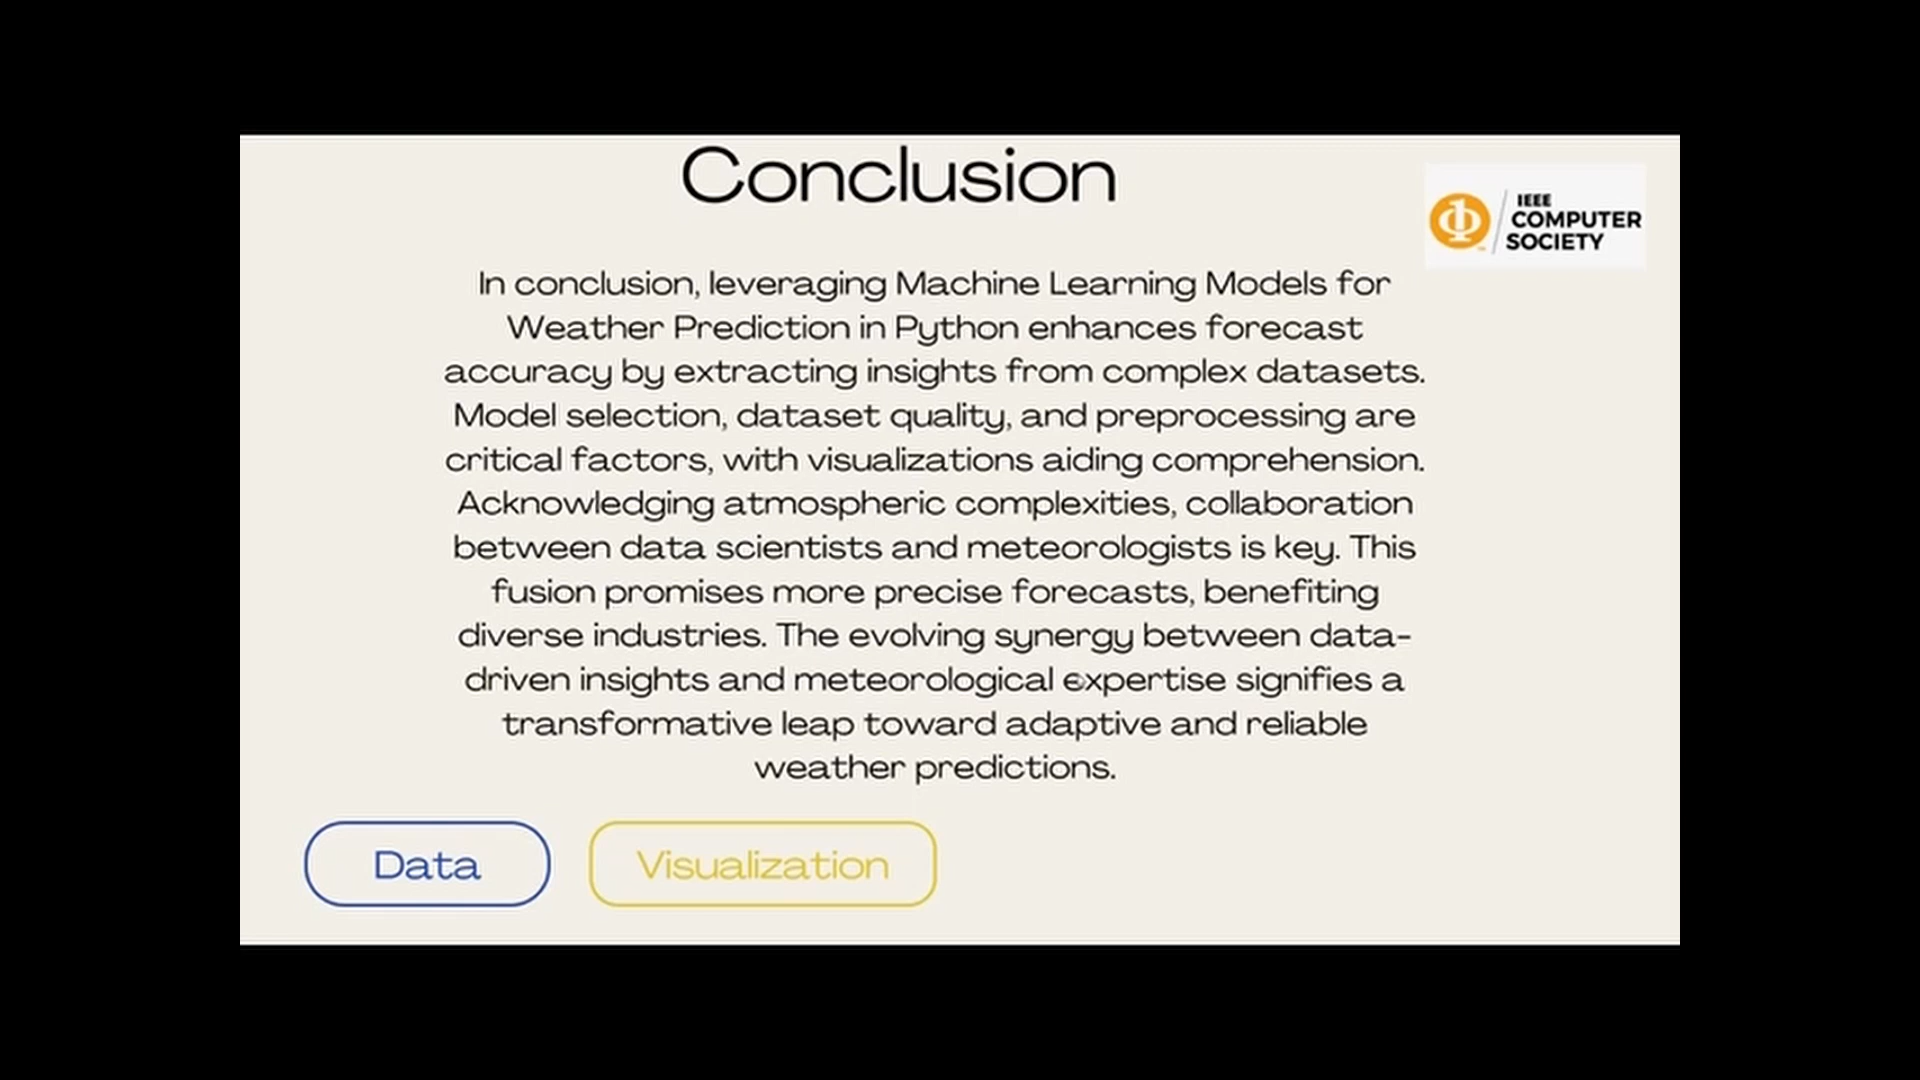 Conclusion
IEEE
COMPUTER
SOCIETY
In conclusion, leveraging Machine Learning Models for
Weather Prediction in Python enhances forecast
accuracy by extracting insights from complex datasets.
Model selection, dataset quality, and preprocessing are
critical factors, with visualizations aiding comprehension.
Acknowledging atmospheric complexities, collaboration
between data scientists and meteorologists is key. This
fusion promises more precise forecasts, benefiting
diverse industries. The evolving synergy between data-
driven insights and meteorological expertise signifies a
transformative leap toward adaptive and reliable
weather predictions.
Data
Visualization